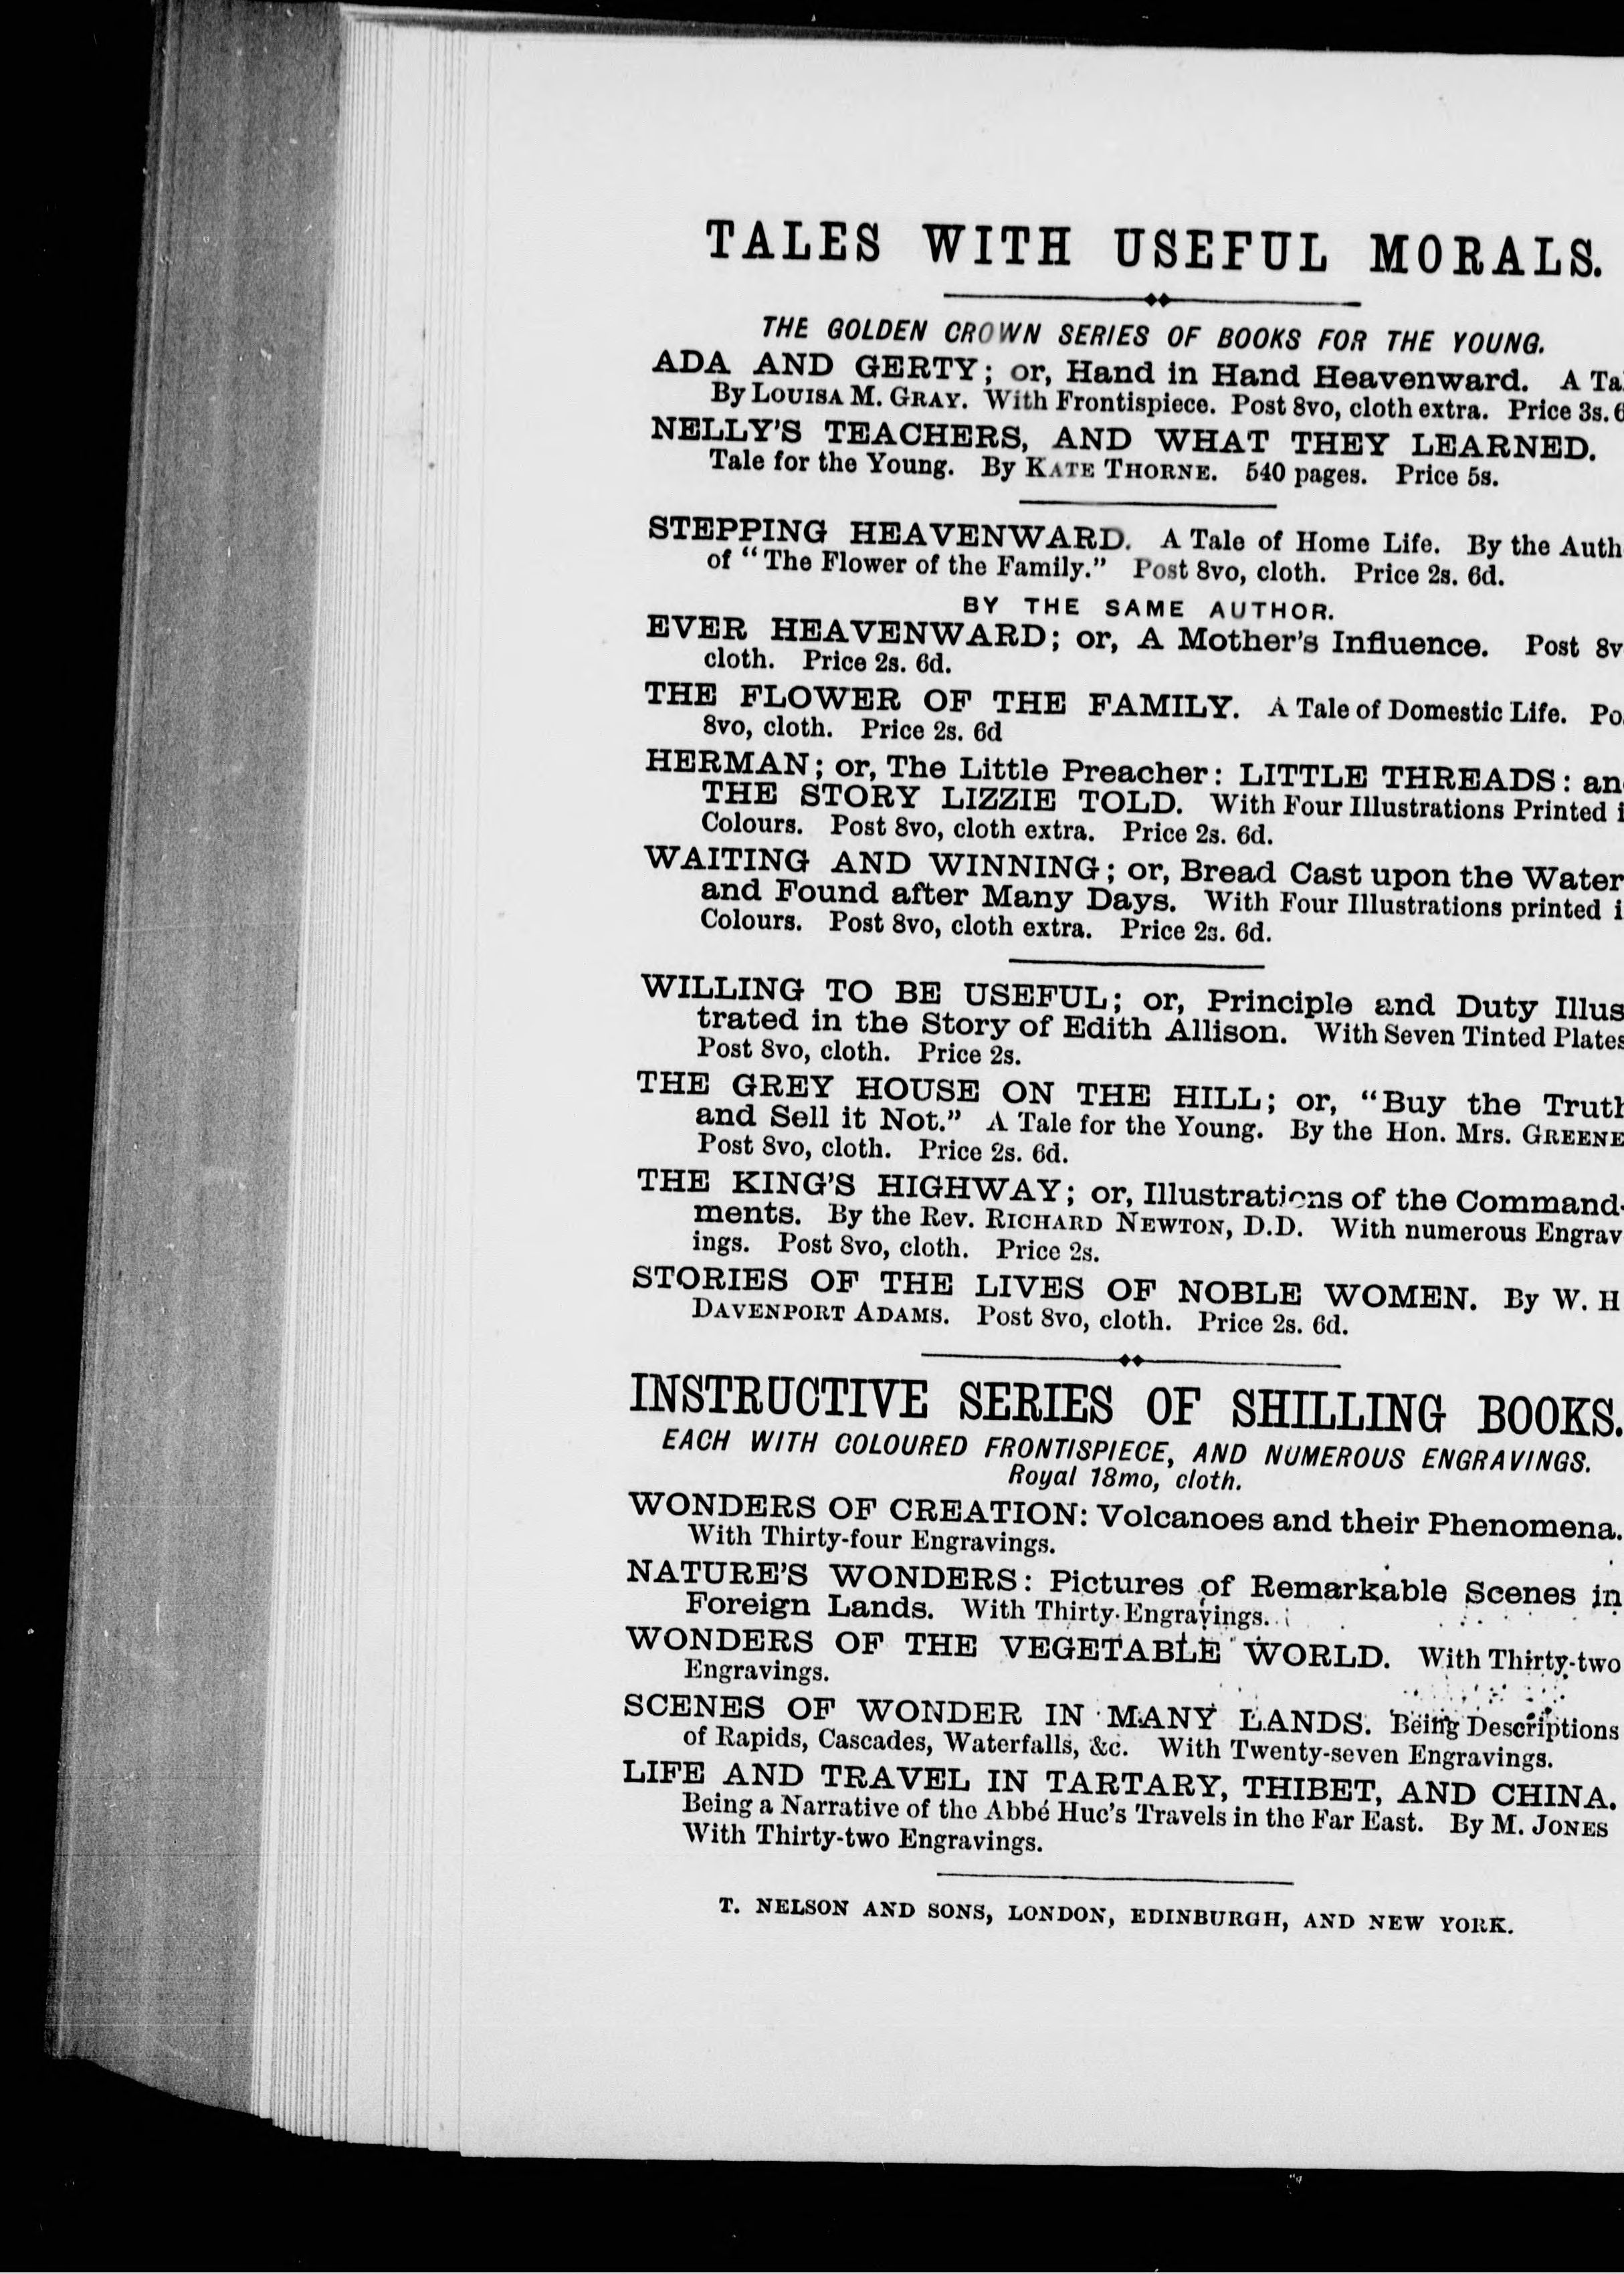 TALES WITH USEFUL MORALS.
THE GOLDEN CROWN SERIES OF BOOKS FOR THE YOUNG.
ADA AND GERTY; or, Hand in Hand Heavenward. A
By LOUISA M. GRAY. With Frontispiece. Post 8vo, cloth extra. Price 3s.
NELLY'S TEACHERS, AND WHAT THEY LEARNED.
Tale for the Young. By KATE THORNE. 540 pages. Price 5s.
STEPPING HEAVENWARD. A Tale of Home Life. By the
of "The Flower of the Family." Post 8vo, cloth. Price 2s. 6d.
BY THE SAME AUTHOR.
EVER HEAVENWARD; or, A Mother's Influence. Post
cloth. Price 2s. 6d.
THE FLOWER OF THE FAMILY. A Tale of Domestic Life.
8vo, cloth. Price 2s. 6d
HERMAN; or, The Little Preacher: LITTLE THREADS:
THE STORY LIZZIE TOLD. With Four Illustrations Printed
Colours. Post 8vo, cloth extra. Price 2s. 6d.
WAITING AND WINNING; or, Bread Cast upon the Water
and Found after Many Days. With Four Illustrations printed
Colours. Post 8vo, cloth extra. Price 2s. 6d.
WILLING TO BE USEFUL; or, Principle and Duty Illus
trated in the Story of Edith Allison. With Seven Tinted Plates
Post 8vo, cloth. Price 2s.
THE GREY HOUSE ON THE HILL; or, "Buy the
and Sell it Not." A Tale for the Young. By the Hon. Mrs. GREENE
Post 8vo, cloth. Price 2s. 6d.
THE KING'S HIGHWAY; or, Illustrations of the Command-
ments. By the Rev. RICHARD NEWTON, D.D. With numerous Engrav
ings. Post 8vo, cloth. Price 2s.
STORIES OF THE LIVES OF NOBLE WOMEN. By W. H
DAVENPORT ADAMS. Post 8vo, cloth. Price 2s. 6d.
INSTRUCTIVE SERIES OF SHILLING BOOKS.
EACH WITH COLOURED FRONTISPIECE, AND NUMEROUS ENGRAVINGS.
Royal 18mo, cloth.
WONDERS OF CREATION: Volcanoes and their Phenomena.
With Thirty-four Engravings.
NATURE'S WONDERS: Pictures of Remarkable Scenes in
Foreign Lands. With Thirty Engravings.
WONDERS OF THE VEGETABLE WORLD. With Thirty-two
Engravings.
SCENES OF WONDER IN MANY LANDS. Being Descriptions
of Rapids, Cascades, Waterfalls, &c. With Twenty-seven Engravings.
LIFE AND TRAVEL IN TARTARY, THIBET, AND CHINA.
Being a Narrative of the Abbé Huc's Travels in the Far East. By M. JONES
With Thirty-two Engravings.
T. NELSON AND SONS, LONDON, EDINBURGH, AND NEW YORK.